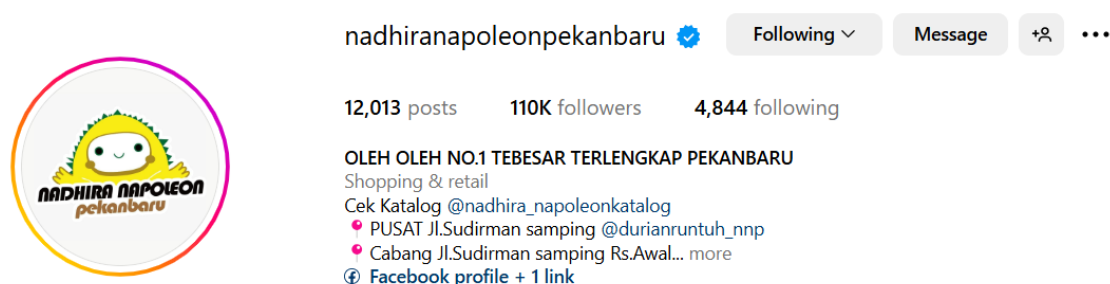 nadhiranapoleonpekanbaru Following Message
12,013 posts 110K followers 4,844 following
OLEH OLEH NO.1 TEBESAR TERLENGKAP PEKANBARU
Shopping & retail
Cek Katalog @nadhira_napoleonkatalog
PUSAT Jl.Sudirman samping @durianruntuh_nnp
Cabang Jl.Sudirman samping Rs.Awal... more
Facebook profile + 1 link
NADHIRA NAPOLEON
pekanbaru